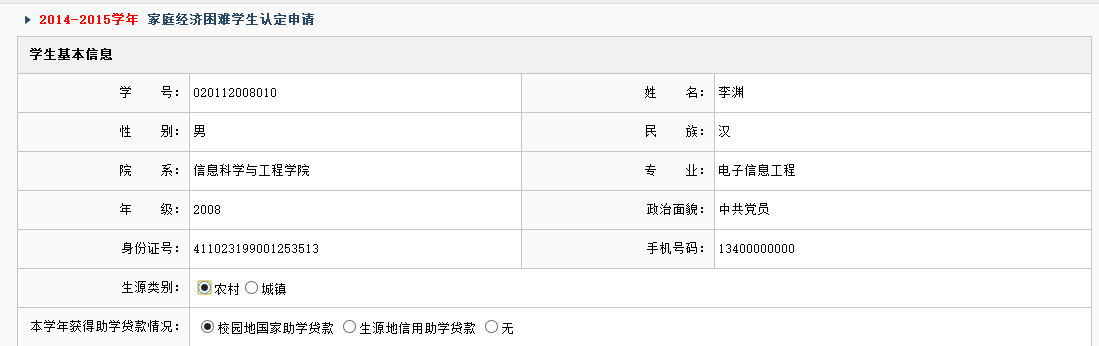 2014-2015学年 家庭经济困难学生认定申请
学生基本信息
学 号： 020112008010 姓 名： 李渊
性 别： 男 民 族： 汉
院 系： 信息科学与工程学院 专 业： 电子信息工程
年 级： 2008 政治面貌： 中共党员
身份证号： 411023199001253513 手机号码： 13400000000
生源类别： 农村 城镇
本学年获得助学贷款情况： 校园地国家助学贷款 生源地信用助学贷款 无